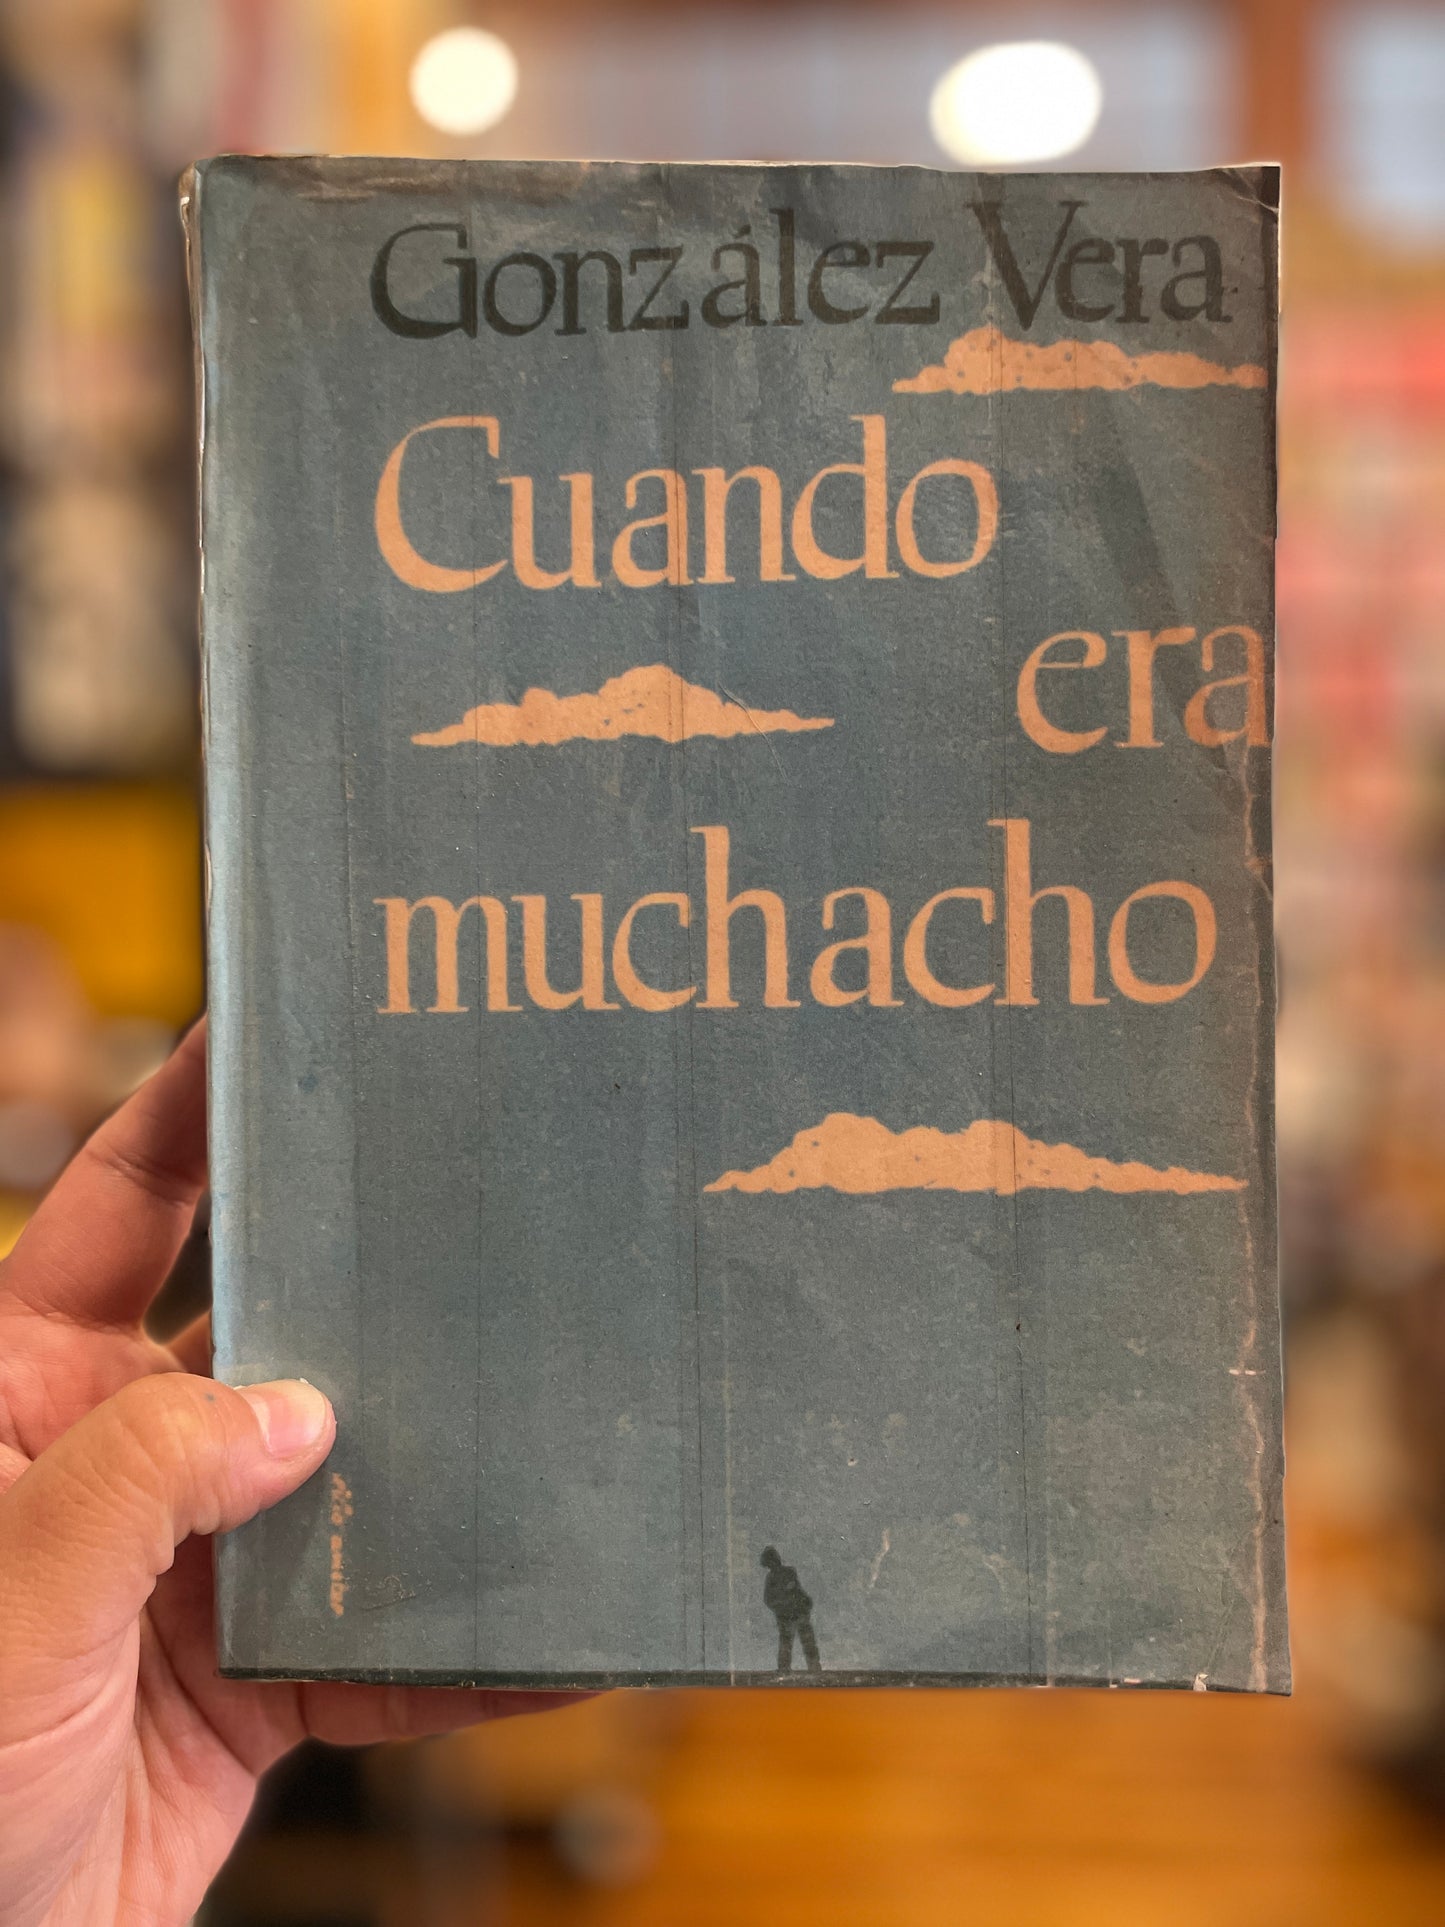 González Vera
Cuando
era
muchacho